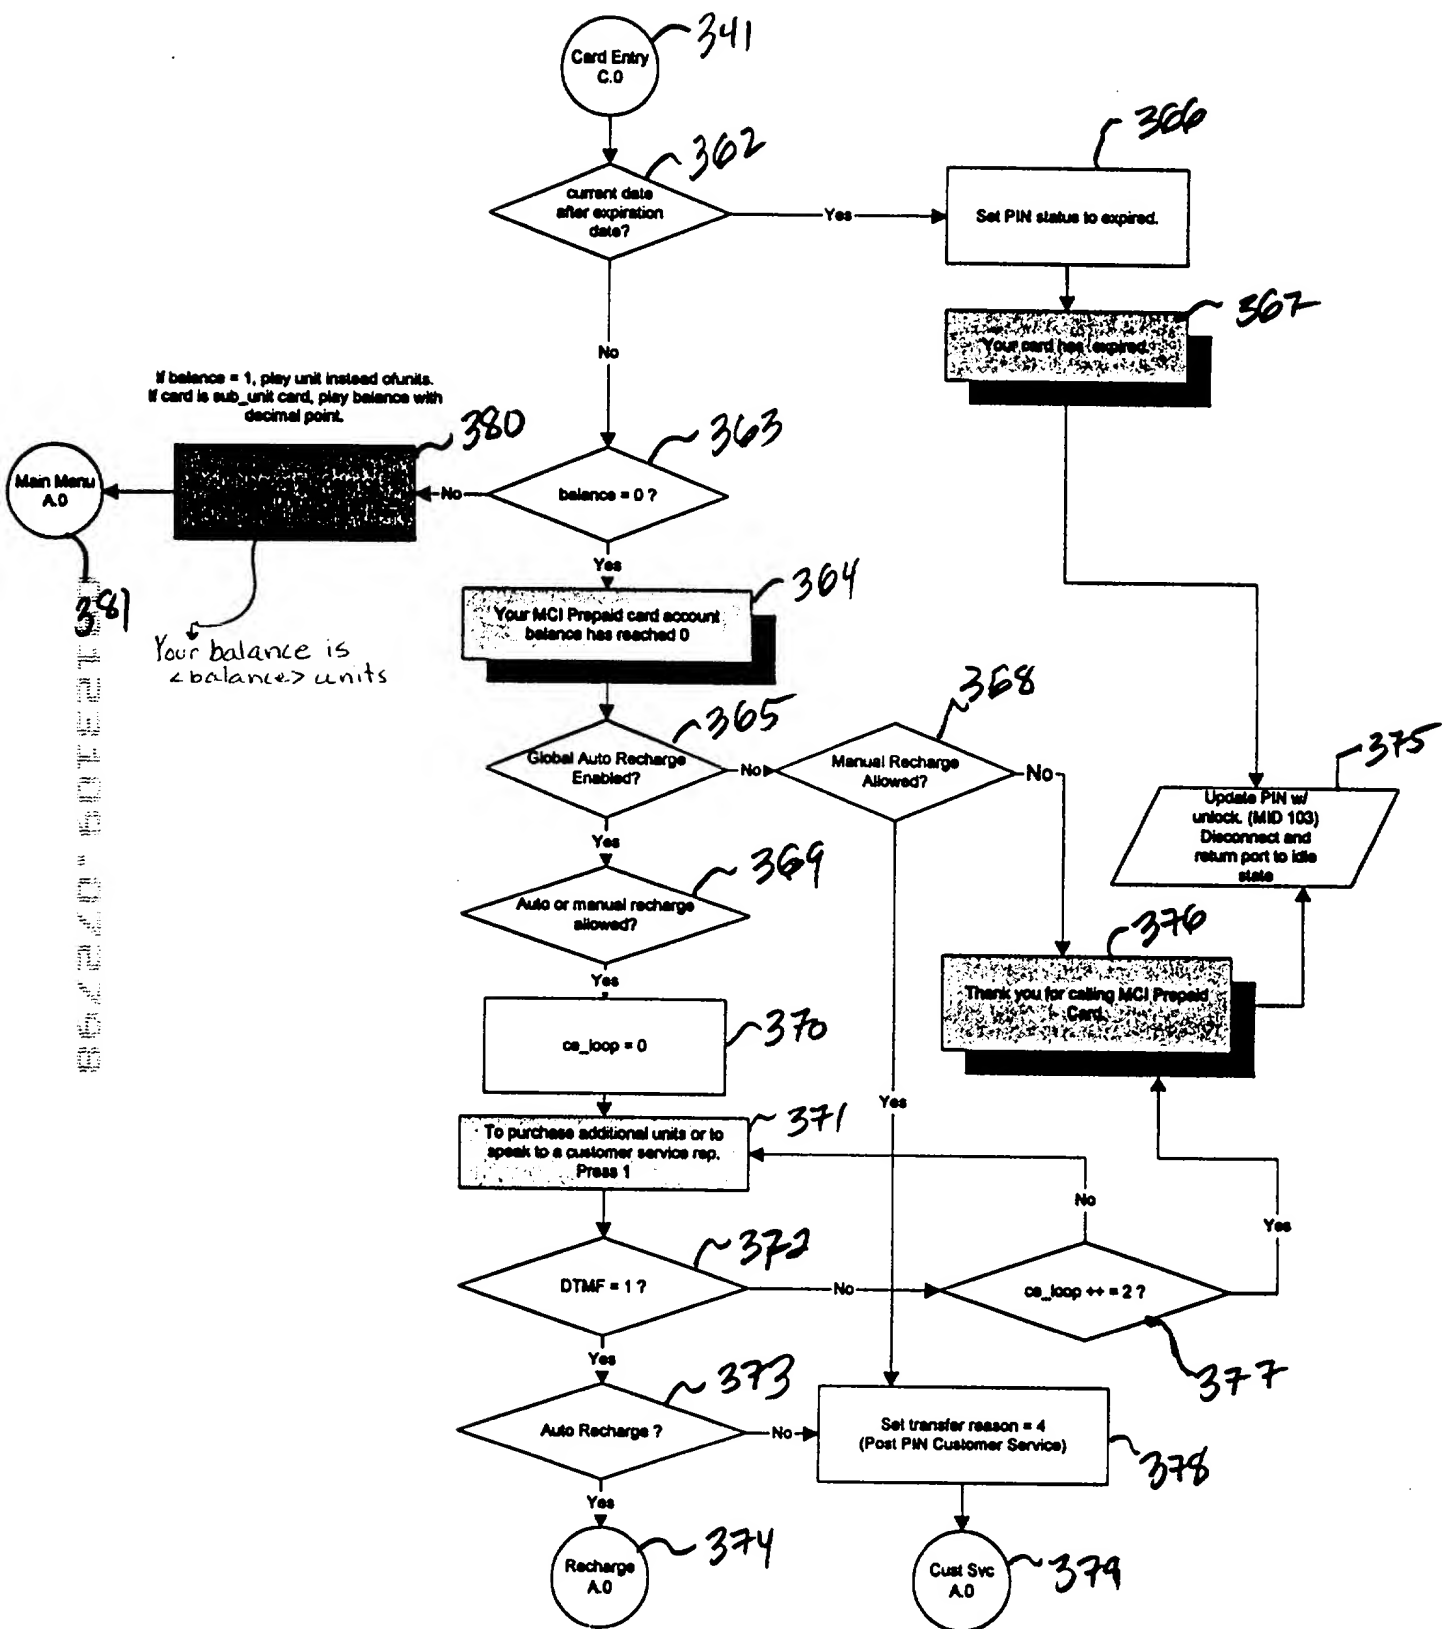 341
Card Entry
C.0
362
current date
after expiration
date?
Yes
366
Set PIN status to expired.
367
Your card has expired.
No
If balance = 1, play unit instead ofunits.
If card is sub_unit card, play balance with
decimal point.
380
363
Main Menu
A.0
No
balance = 0 ?
381
Yes
364
Your MCI Prepaid card account
balance has reached 0
Your balance is
<balance> units
365
368
Global Auto Recharge
Enabled?
No
Manual Recharge
Allowed?
No
375
Update PIN w/
unlock. (MID 103)
Disconnect and
return port to idle
state
Yes
369
Auto or manual recharge
allowed?
376
Yes
Thank you for calling MCI Prepaid
Card.
370
ce_loop = 0
Yes
371
To purchase additional units or to
speak to a customer service rep.
Press 1
No
Yes
372
DTMF = 1 ?
No
ce_loop ++ = 2 ?
Yes
373
377
Auto Recharge ?
No
Set transfer reason = 4
(Post PIN Customer Service)
378
Yes
374
Recharge
A.0
Cust Svc
A.0
379